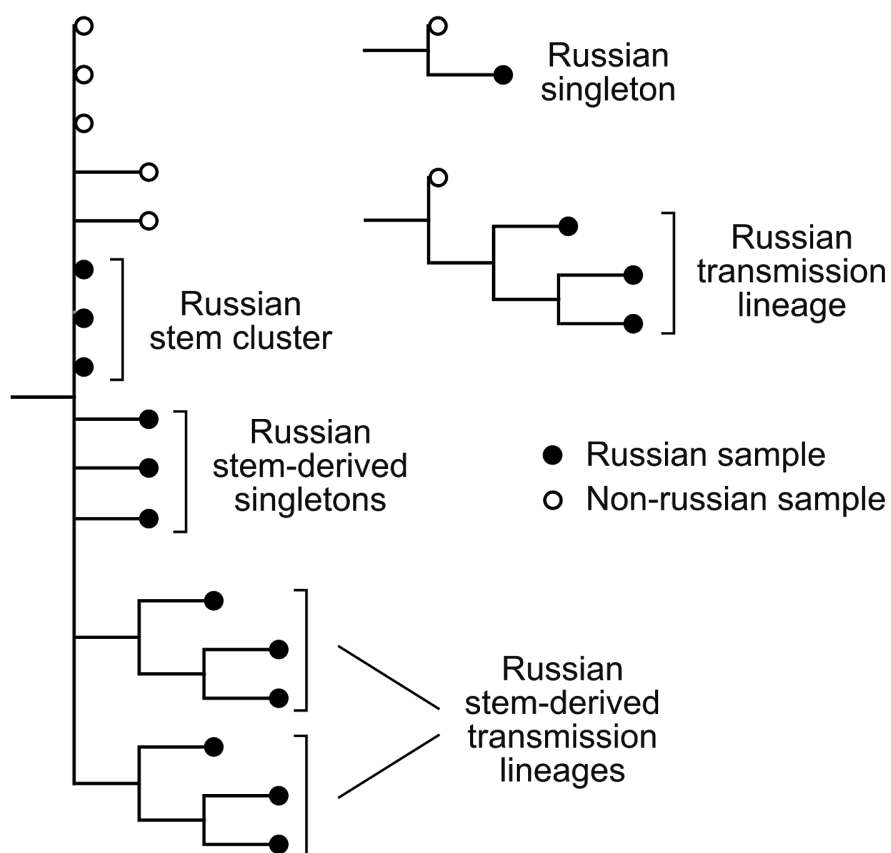 Russian
singleton
Russian
transmission
lineage
Russian
stem cluster
Russian
stem-derived
singletons
Russian sample
Non-russian sample
Russian
stem-derived
transmission
lineages